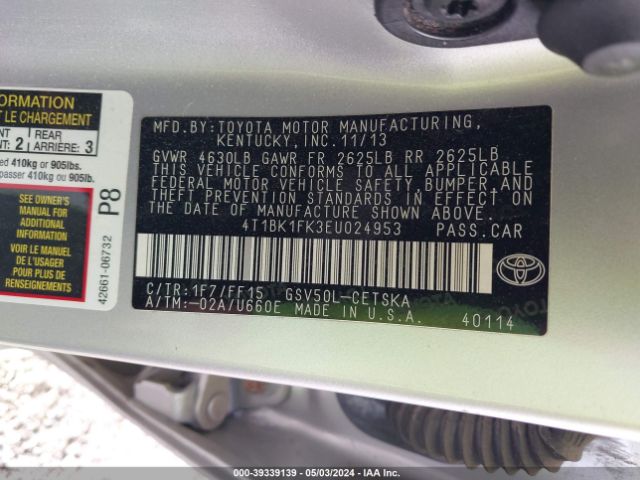 FORMATION
T LE CHARGEMENT
NT
: 2
REAR
ARRIÈRE: 3
ed 410kg or 905lbs.
passer 410kg ou 905lb.
SEE OWNER'S
MANUAL FOR
ADDITIONAL
INFORMATION
VOIR LE MANUEL
DE L'USAGER
POUR PLUS DE
RENSEIGNEMENTS
42661-06732
P8
MFD.BY:TOYOTA MOTOR MANUFACTURING,
KENTUCKY, INC. 11/13
GVWR 4630LB GAWR FR 2625LB RR 2625LB
THIS VEHICLE CONFORMS TO ALL APPLICABLE
FEDERAL MOTOR VEHICLE SAFETY, BUMPER, AND
THEFT PREVENTION STANDARDS IN EFFECT ON
THE DATE OF MANUFACTURE SHOWN ABOVE.
4T1BK1FK3EU024953 PASS.CAR
C/TR:1F7/FF15 GSV50L-CETSKA
A/TM:-02A/U660E MADE IN U.S.A. 40114
TOYOTA
000-39339139 - 05/03/2024 - IAA Inc.